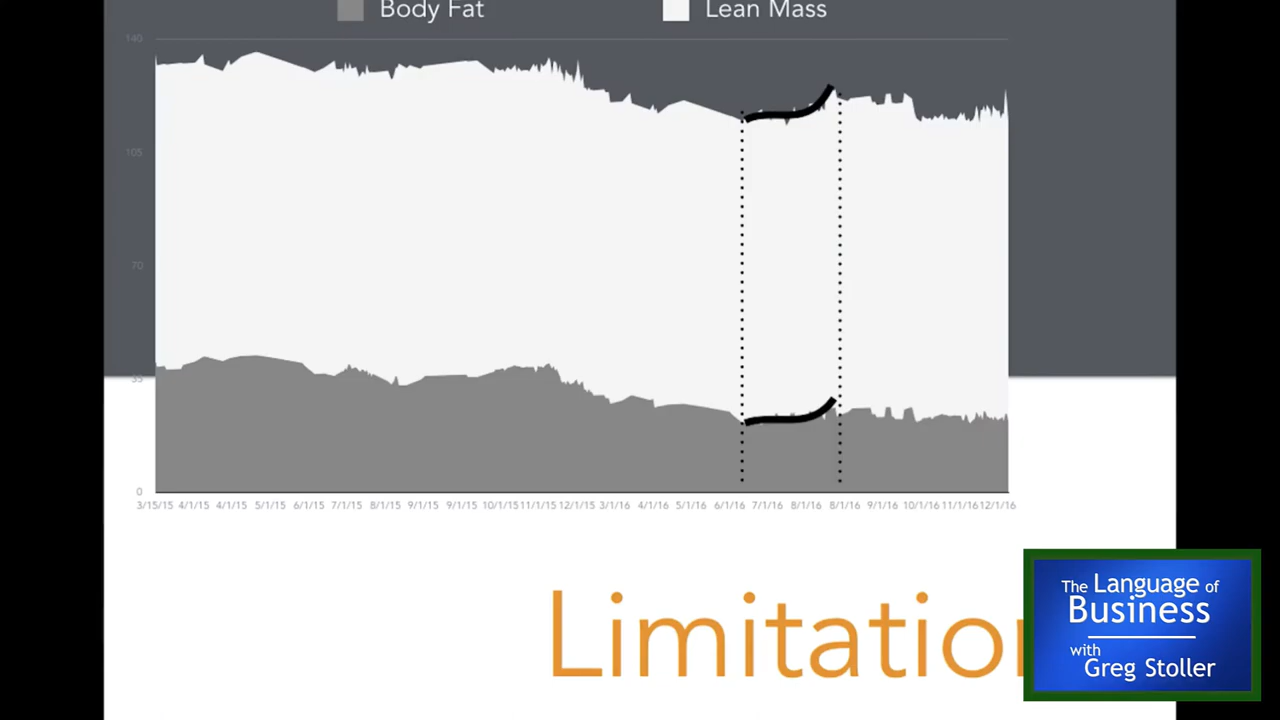 Body Fat Lean Mass
140
105
70
35
0
3/15/15 4/1/15 4/1/15 5/1/15 6/1/15 7/1/15 8/1/15 9/1/15 9/1/15 10/1/15 11/1/15 12/1/15 3/1/16 4/1/16 5/1/16 6/1/16 7/1/16 8/1/16 8/1/16 9/1/16 10/1/16 11/1/16 12/1/16
Limitation
The Language of
Business
with
Greg Stoller